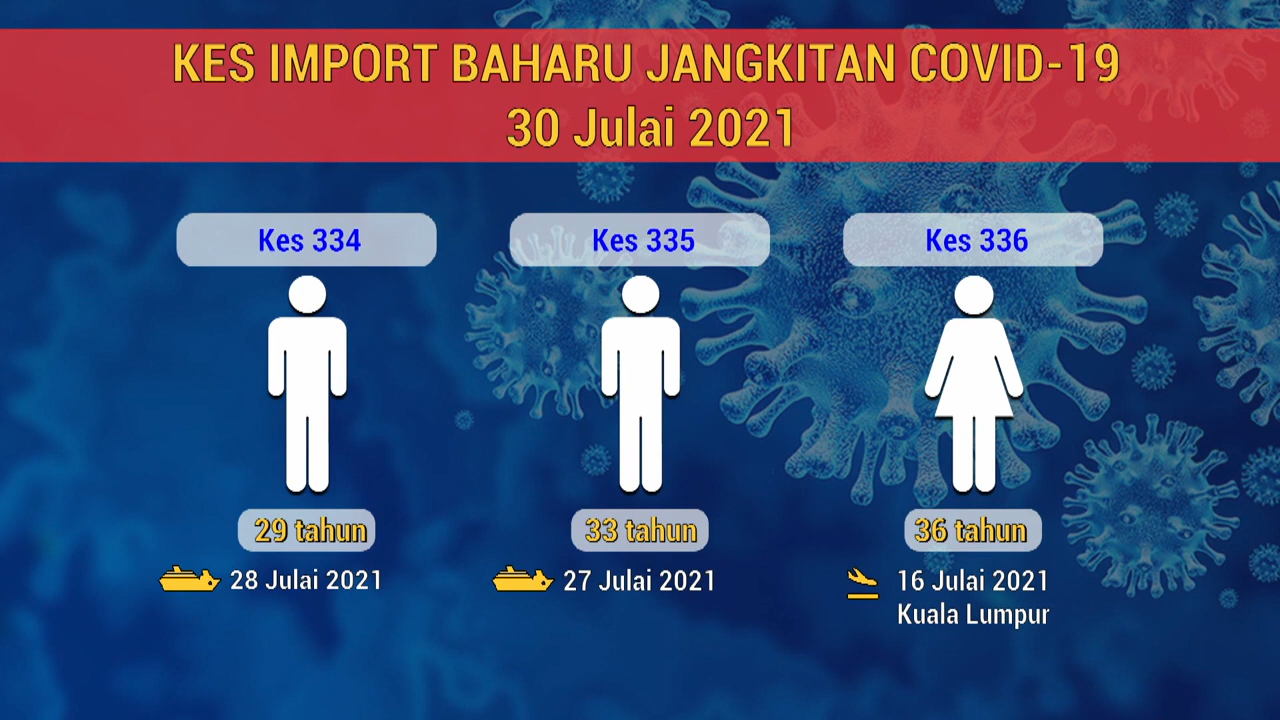 KES IMPORT BAHARU JANGKITAN COVID-19
30 Julai 2021
Kes 334
Kes 335
Kes 336
29 tahun
33 tahun
36 tahun
28 Julai 2021
27 Julai 2021
16 Julai 2021
Kuala Lumpur